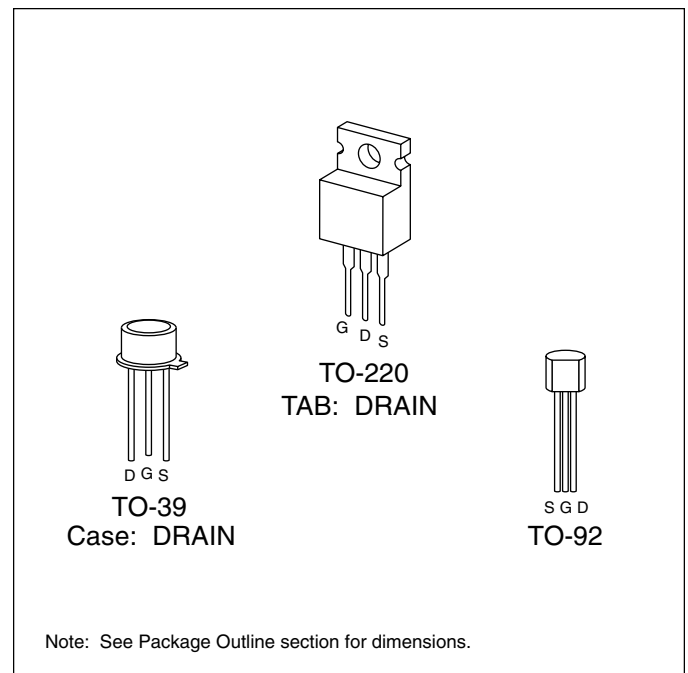 G D S
TO-220
TAB: DRAIN
D G S
TO-39
Case: DRAIN
S G D
TO-92
Note: See Package Outline section for dimensions.